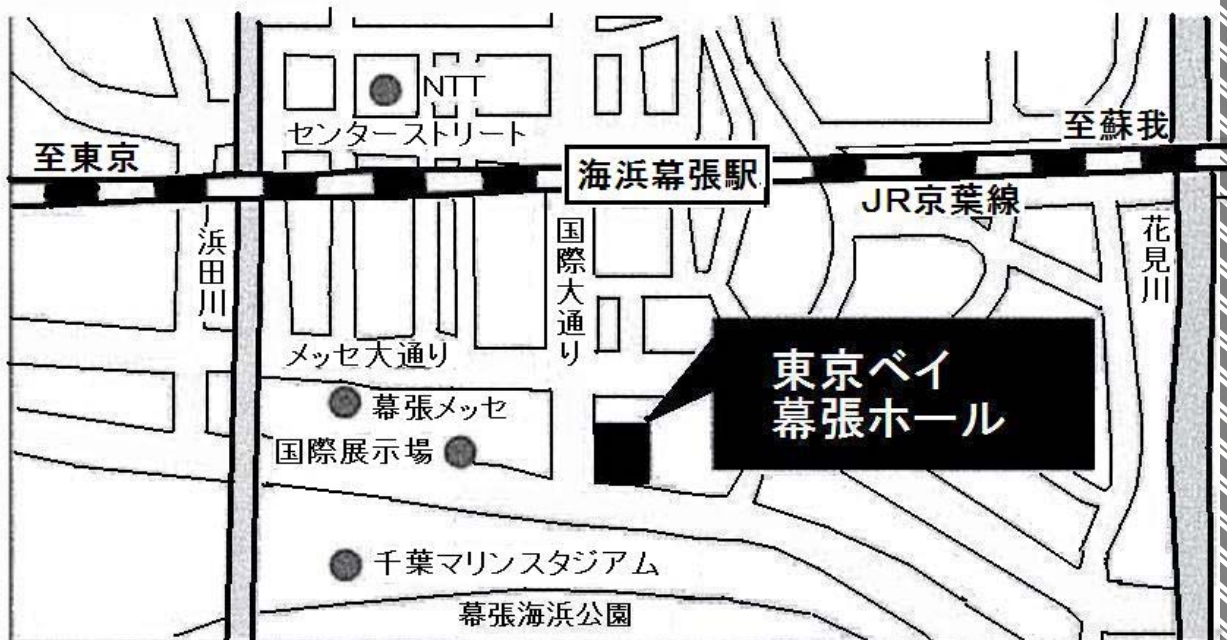 NTT
センターストリート
至蘇我
至東京
海浜幕張駅
JR京葉線
浜田川
国際大通り
花見川
メッセ大通り
東京ベイ
幕張ホール
幕張メッセ
国際展示場
千葉マリンスタジアム
幕張海浜公園